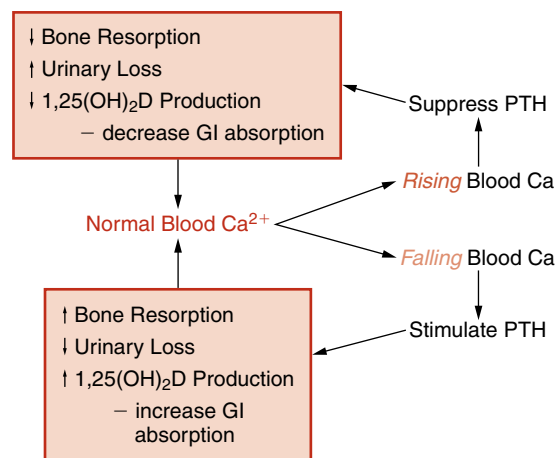 ↓ Bone Resorption
↑ Urinary Loss
↓ 1,25(OH)₂D Production
– decrease GI absorption
Suppress PTH
Rising Blood Ca
Normal Blood Ca²⁺
Falling Blood Ca
Stimulate PTH
↑ Bone Resorption
↓ Urinary Loss
↑ 1,25(OH)₂D Production
– increase GI
absorption